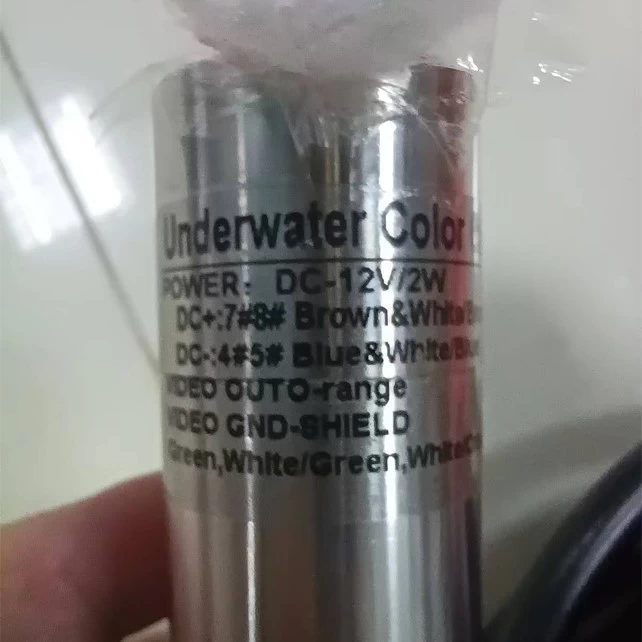 Underwater Color
POWER: DC-12V/2W
DC+:7#8# Brown&White/
DC-:4#5# Blue&White/Blue
VIDEO OUTO-range
VIDEO GND-SHIELD
Green,White/Green,White